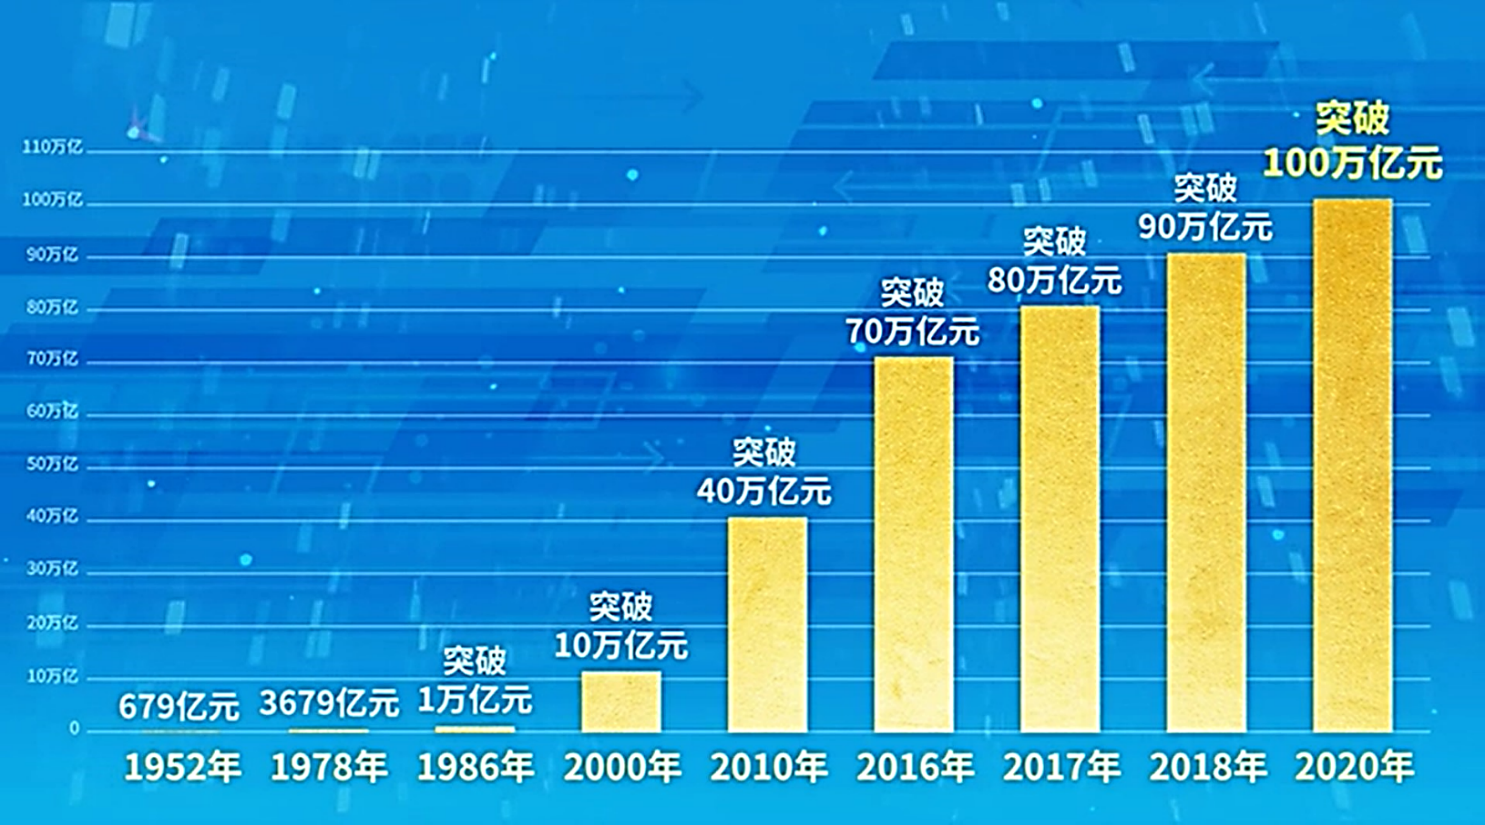 110万亿
100万亿
90万亿
80万亿
70万亿
60万亿
50万亿
40万亿
30万亿
20万亿
10万亿
0
679亿元
3679亿元
突破
1万亿元
突破
10万亿元
突破
40万亿元
突破
70万亿元
突破
80万亿元
突破
90万亿元
突破
100万亿元
1952年
1978年
1986年
2000年
2010年
2016年
2017年
2018年
2020年